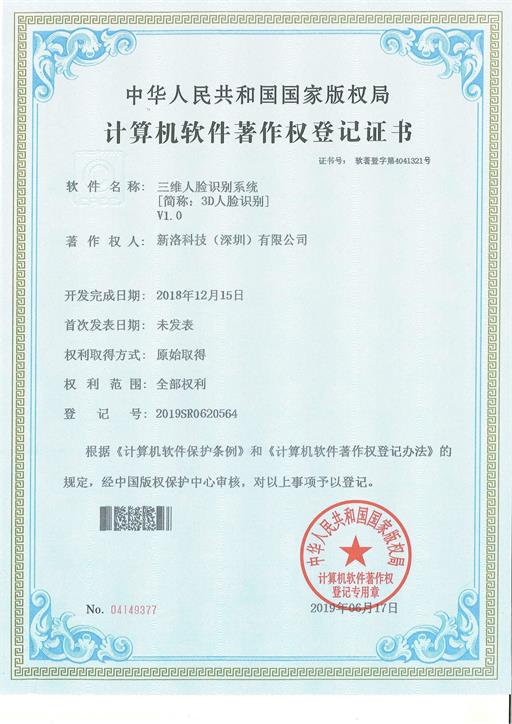 中华人民共和国国家版权局
计算机软件著作权登记证书
证书号： 软著登字第4041321号
软件名称： 三维人脸识别系统
[简称：3D人脸识别]
V1.0
著作权人： 新洛科技（深圳）有限公司
开发完成日期： 2018年12月15日
首次发表日期： 未发表
权利取得方式： 原始取得
权利范围： 全部权利
登记号： 2019SR0620564
根据《计算机软件保护条例》和《计算机软件著作权登记办法》的
规定，经中国版权保护中心审核，对以上事项予以登记。
中华人民共和国国家版权局
计算机软件著作权
登记专用章
No. 04149377
2019年06月17日